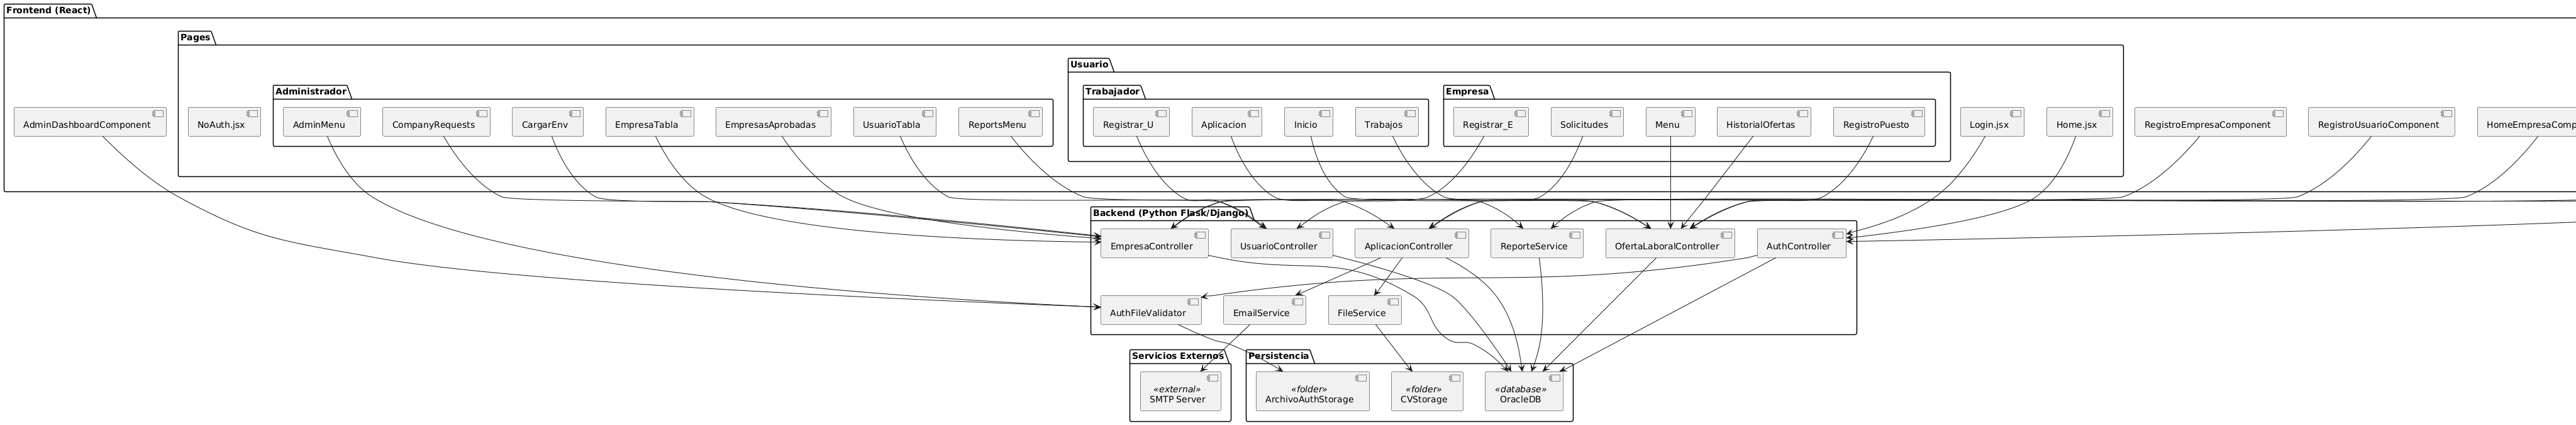 Frontend (React)
Pages
Usuario
Administrador
Trabajador
Empresa
AdminDashboardComponent
NoAuth.jsx
AdminMenu
CompanyRequests
CargarEnv
EmpresaTabla
EmpresasAprobadas
UsuarioTabla
ReportsMenu
Registrar_U
Aplicacion
Inicio
Trabajos
Registrar_E
Solicitudes
Menu
HistorialOfertas
RegistroPuesto
Login.jsx
Home.jsx
RegistroEmpresaComponent
RegistroUsuarioComponent
HomeEmpresaComp
Backend (Python Flask/Django)
EmpresaController
UsuarioController
AplicacionController
ReporteService
OfertaLaboralController
AuthController
AuthFileValidator
EmailService
FileService
Servicios Externos
Persistencia
«external»
SMTP Server
«folder»
ArchivoAuthStorage
«folder»
CVStorage
«database»
OracleDB